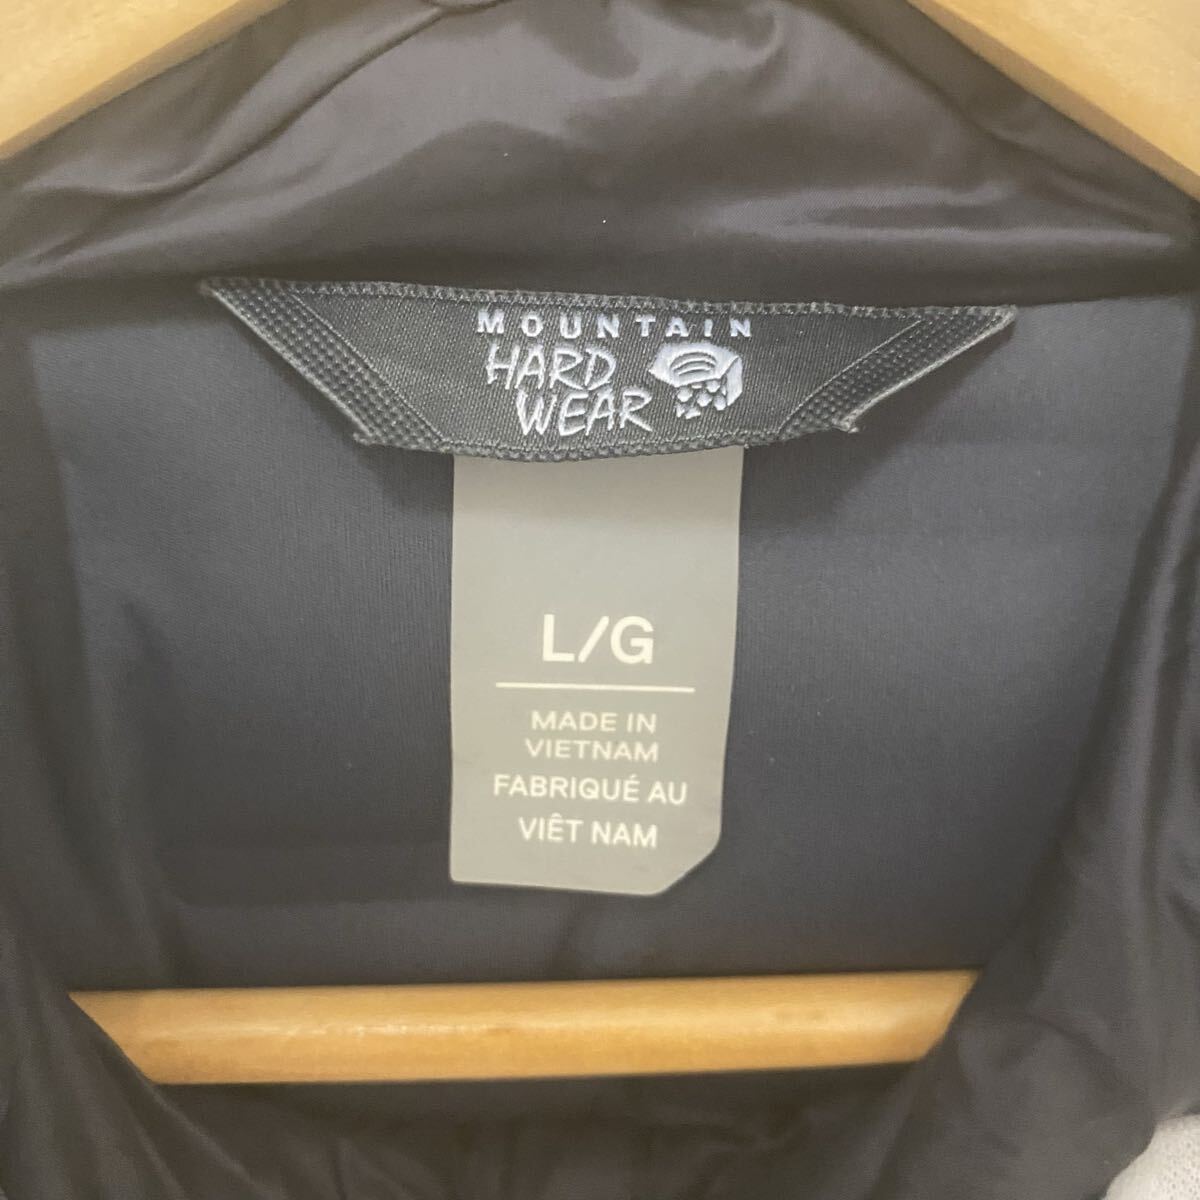 MOUNTAIN
HARD
WEAR
L/G
MADE IN
VIETNAM
FABRIQUÉ AU
VIÊT NAM